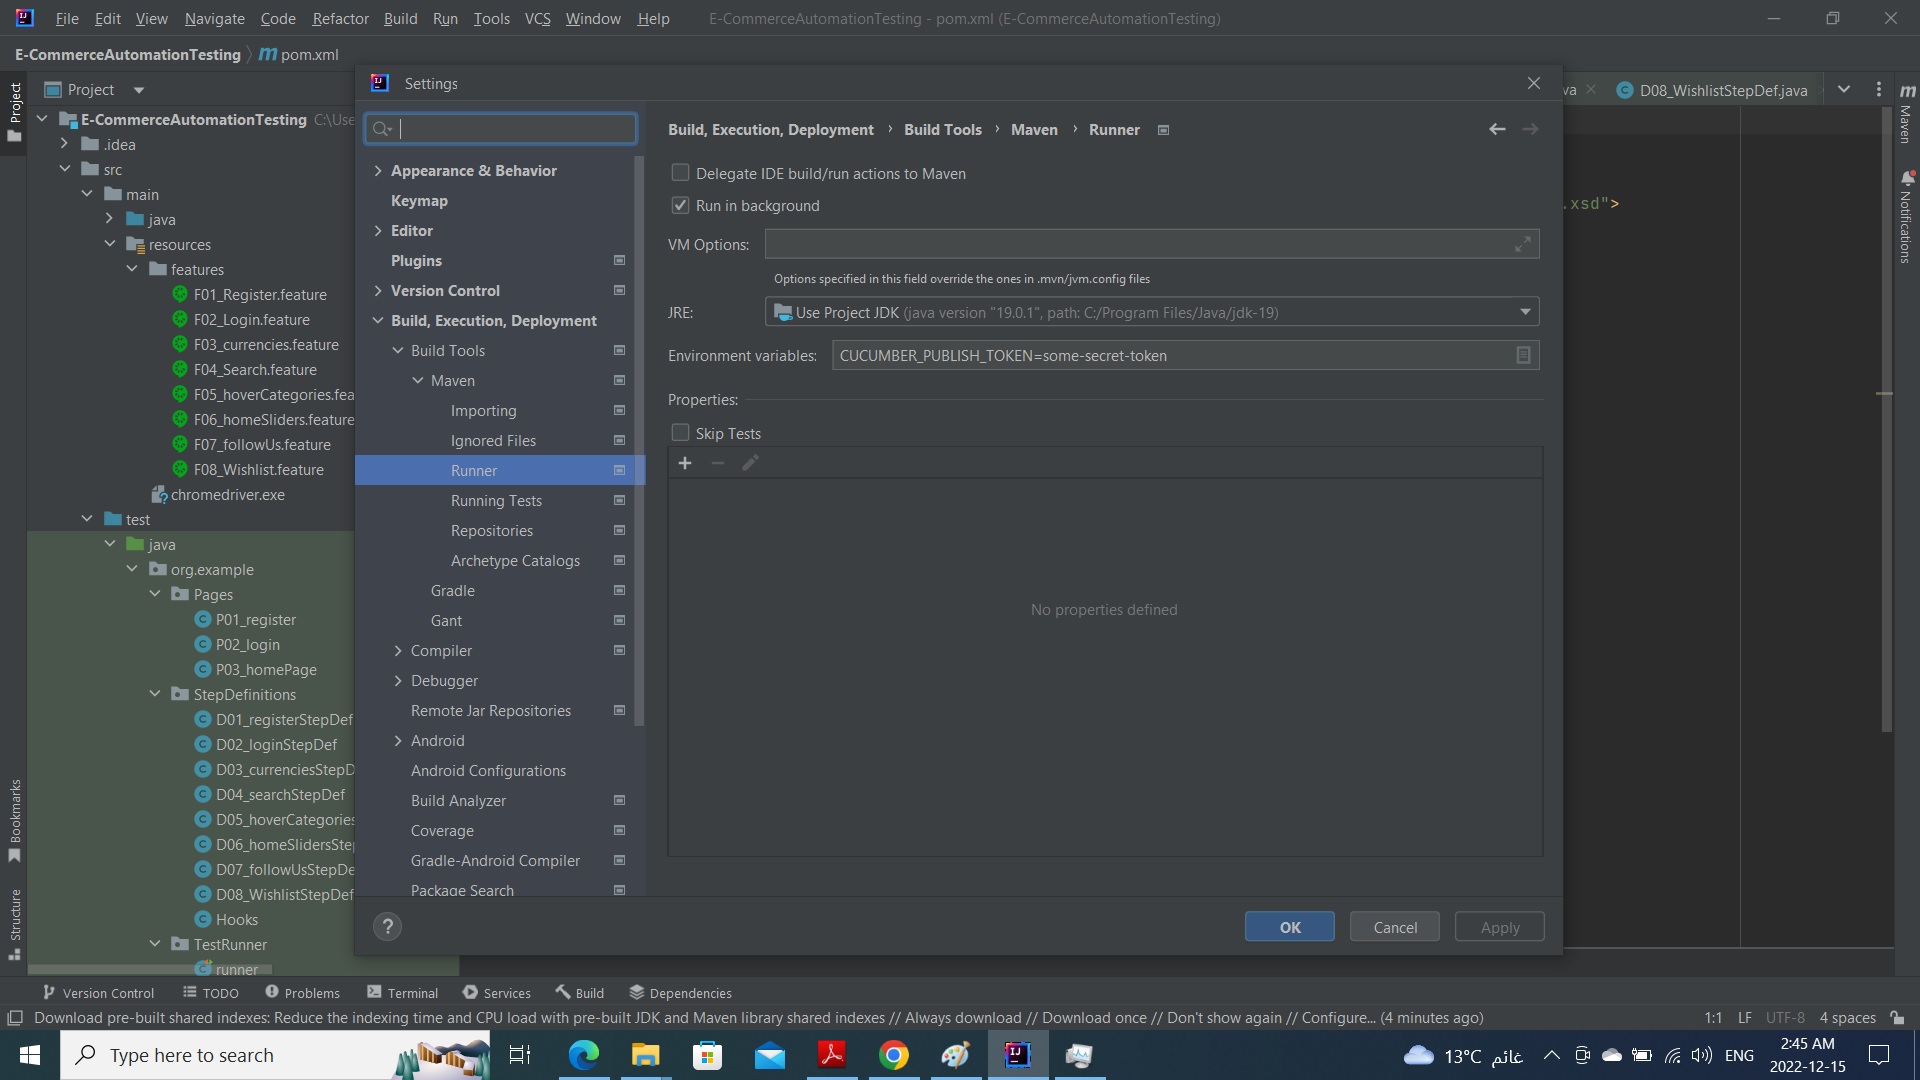 File Edit View Navigate Code Refactor Build Run Tools VCS Window Help E-CommerceAutomationTesting - pom.xml (E-CommerceAutomationTesting)
E-CommerceAutomationTesting m pom.xml
Project
Project
E-CommerceAutomationTesting C:\Use
.idea
src
main
java
resources
features
F01_Register.feature
F02_Login.feature
F03_currencies.feature
F04_Search.feature
F05_hoverCategories.fea
F06_homeSliders.feature
F07_followUs.feature
F08_Wishlist.feature
chromedriver.exe
test
java
org.example
Pages
P01_register
P02_login
P03_homePage
StepDefinitions
D01_registerStepDef
D02_loginStepDef
D03_currenciesStepD
D04_searchStepDef
D05_hoverCategories
D06_homeSlidersStep
D07_followUsStepDe
D08_WishlistStepDef
Hooks
TestRunner
runner
Bookmarks
Structure
Settings
Appearance & Behavior
Keymap
Editor
Plugins
Version Control
Build, Execution, Deployment
Build Tools
Maven
Importing
Ignored Files
Runner
Running Tests
Repositories
Archetype Catalogs
Gradle
Gant
Compiler
Debugger
Remote Jar Repositories
Android
Android Configurations
Build Analyzer
Coverage
Gradle-Android Compiler
Package Search
Build, Execution, Deployment › Build Tools › Maven › Runner
Delegate IDE build/run actions to Maven
Run in background
VM Options:
Options specified in this field override the ones in .mvn/jvm.config files
JRE: Use Project JDK (java version "19.0.1", path: C:/Program Files/Java/jdk-19)
Environment variables: CUCUMBER_PUBLISH_TOKEN=some-secret-token
Properties:
Skip Tests
No properties defined
? OK Cancel Apply
va D08_WishlistStepDef.java
.xsd">
m Maven
Notifications
Version Control TODO Problems Terminal Services Build Dependencies
Download pre-built shared indexes: Reduce the indexing time and CPU load with pre-built JDK and Maven library shared indexes // Always download // Download once // Don't show again // Configure... (4 minutes ago) 1:1 LF UTF-8 4 spaces
Type here to search 13°C غائم ENG 2:45 AM
2022-12-15